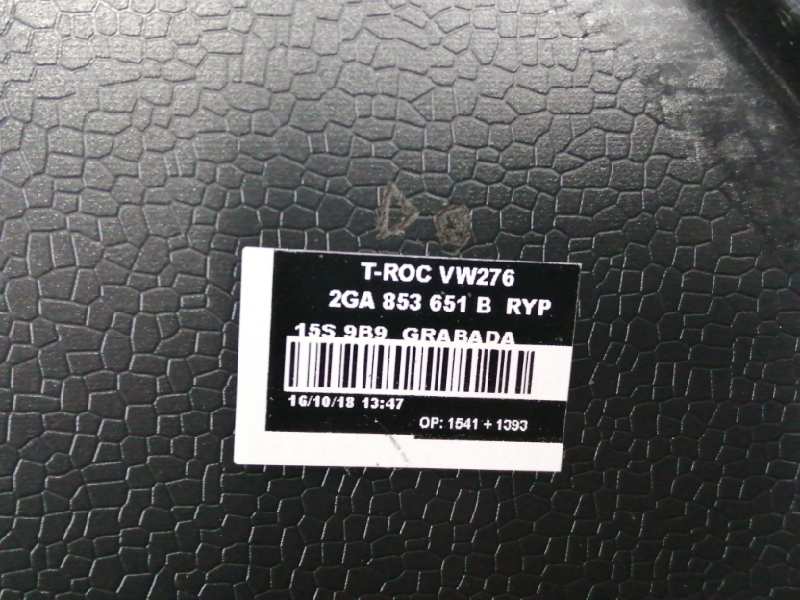 T-ROC VW276
2GA 853 651 B RYP
15S 9B9 GRABADA
16/10/18 13:47
OP: 1541 + 1393